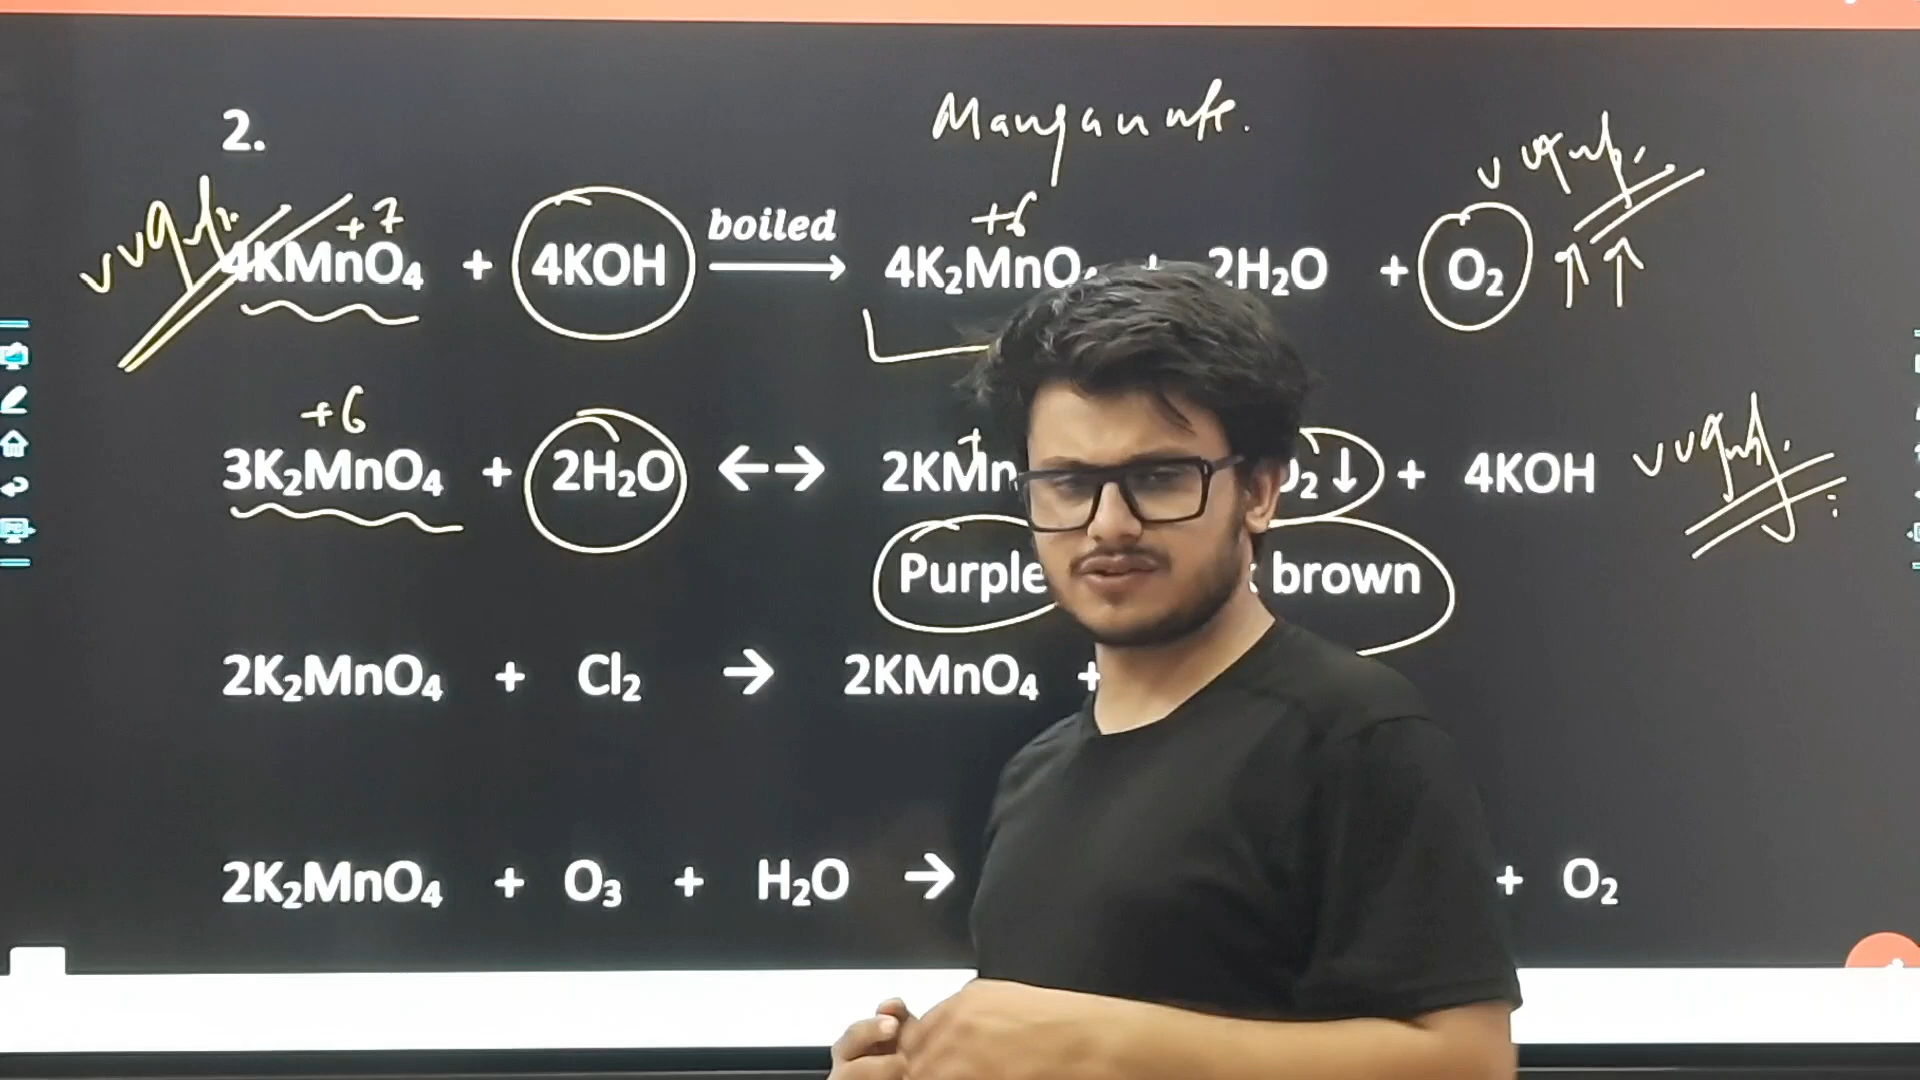 2.
Manganate.
+7 +6
4KMnO₄ + 4KOH boiled → 4K₂MnO₄ + 2H₂O + O₂ ↑↑
+6
3K₂MnO₄ + 2H₂O ↔ 2KMn O₂↓ + 4KOH
Purple brown
2K₂MnO₄ + Cl₂ → 2KMnO₄ +
2K₂MnO₄ + O₃ + H₂O → + O₂